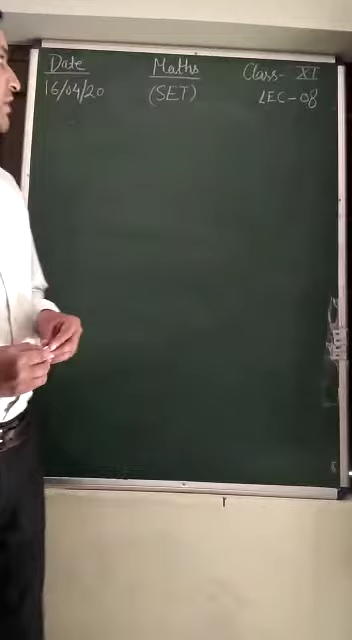 Date Maths Class- XI
16/04/20 (SET) LEC-08